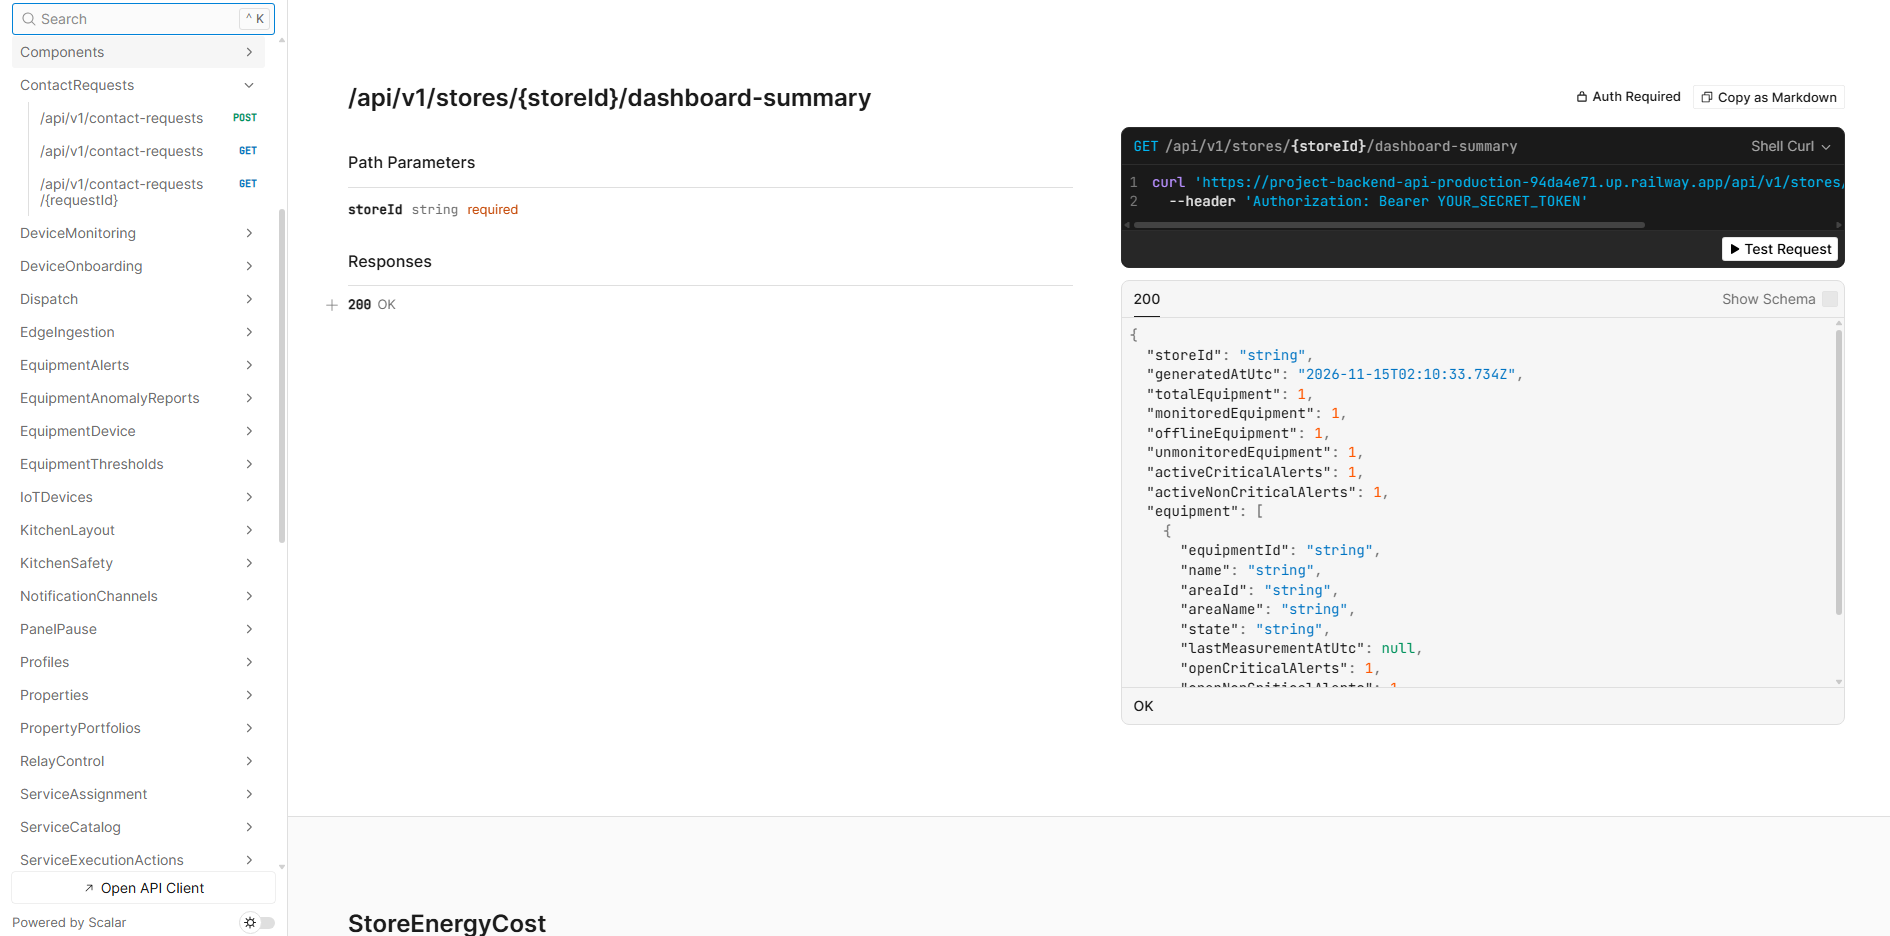 Search
^ K
Components
ContactRequests
/api/v1/contact-requests POST
/api/v1/contact-requests GET
/api/v1/contact-requests GET
/{requestId}
DeviceMonitoring
DeviceOnboarding
Dispatch
EdgeIngestion
EquipmentAlerts
EquipmentAnomalyReports
EquipmentDevice
EquipmentThresholds
IoTDevices
KitchenLayout
KitchenSafety
NotificationChannels
PanelPause
Profiles
Properties
PropertyPortfolios
RelayControl
ServiceAssignment
ServiceCatalog
ServiceExecutionActions
Open API Client
Powered by Scalar
/api/v1/stores/{storeId}/dashboard-summary
Auth Required
Copy as Markdown
Path Parameters
storeId string required
Responses
200 OK
GET /api/v1/stores/{storeId}/dashboard-summary
Shell Curl
1 curl 'https://project-backend-api-production-94da4e71.up.railway.app/api/v1/stores/
2 --header 'Authorization: Bearer YOUR_SECRET_TOKEN'
Test Request
200
Show Schema
{
"storeId": "string",
"generatedAtUtc": "2026-11-15T02:10:33.734Z",
"totalEquipment": 1,
"monitoredEquipment": 1,
"offlineEquipment": 1,
"unmonitoredEquipment": 1,
"activeCriticalAlerts": 1,
"activeNonCriticalAlerts": 1,
"equipment": [
{
"equipmentId": "string",
"name": "string",
"areaId": "string",
"areaName": "string",
"state": "string",
"lastMeasurementAtUtc": null,
"openCriticalAlerts": 1,
"openNonCriticalAlerts": 1
OK
StoreEnergyCost